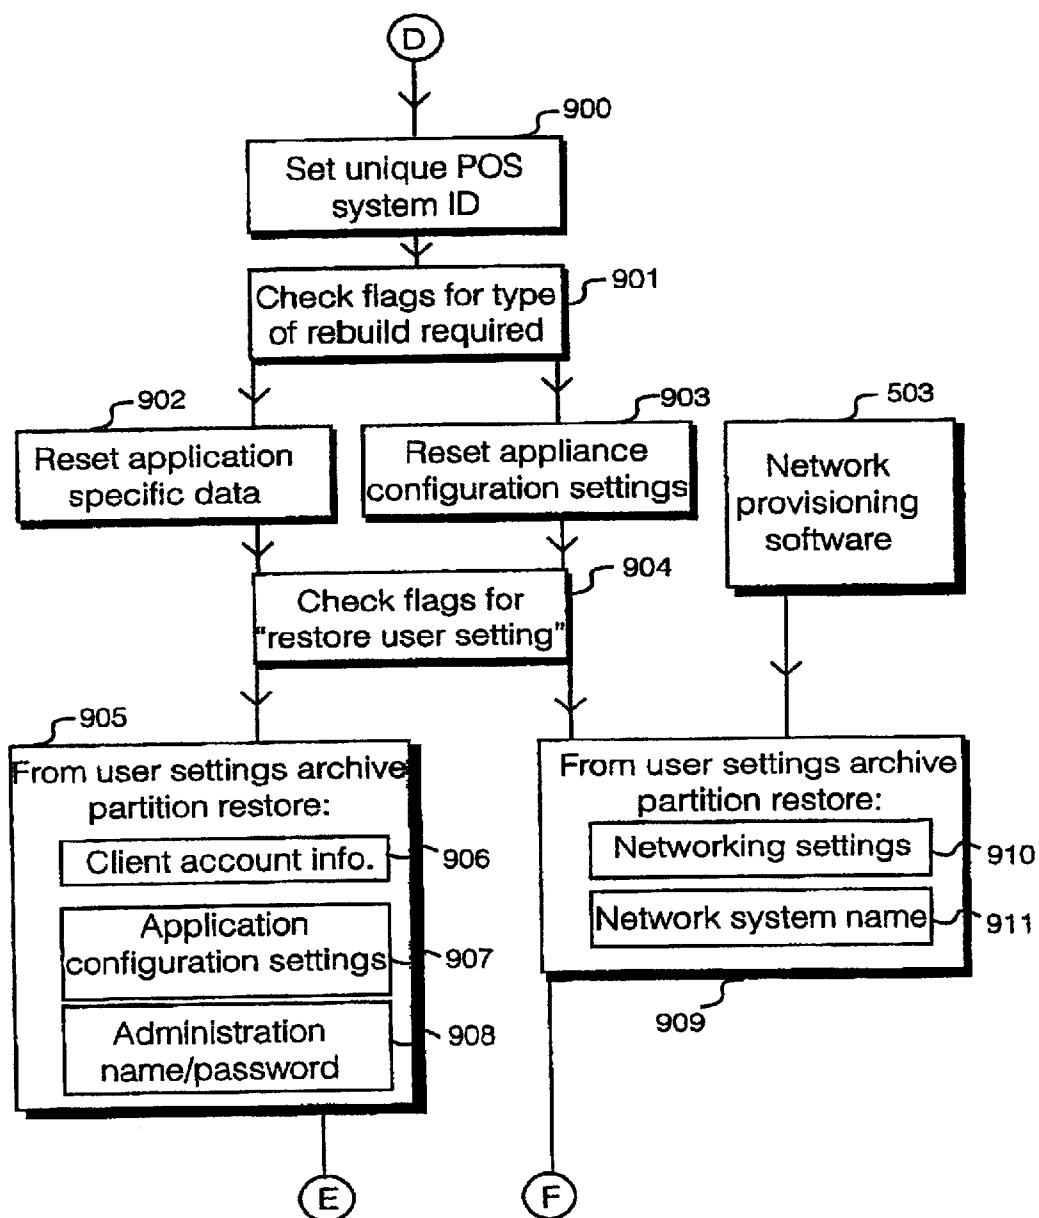 D
900
Set unique POS
system ID
901
Check flags for type
of rebuild required
902
903
503
Reset application
specific data
Reset appliance
configuration settings
Network
provisioning
software
904
Check flags for
“restore user setting”
905
From user settings archive
partition restore:
Client account info.
906
Application
configuration settings
907
Administration
name/password
908
From user settings archive
partition restore:
Networking settings
910
Network system name
911
909
E
F